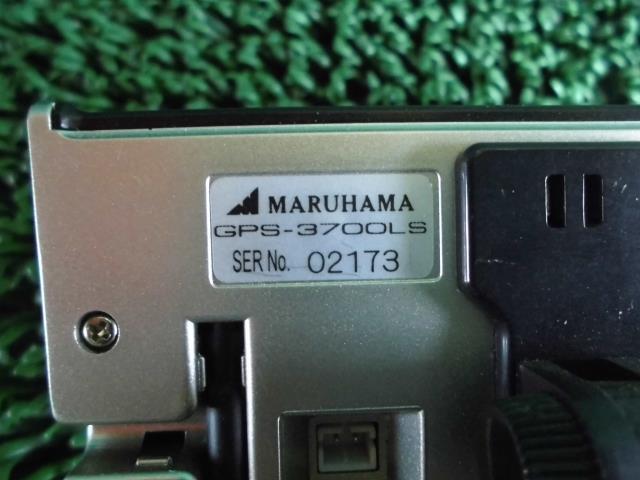 MARUHAMA
GPS-3700LS
SER No. 02173